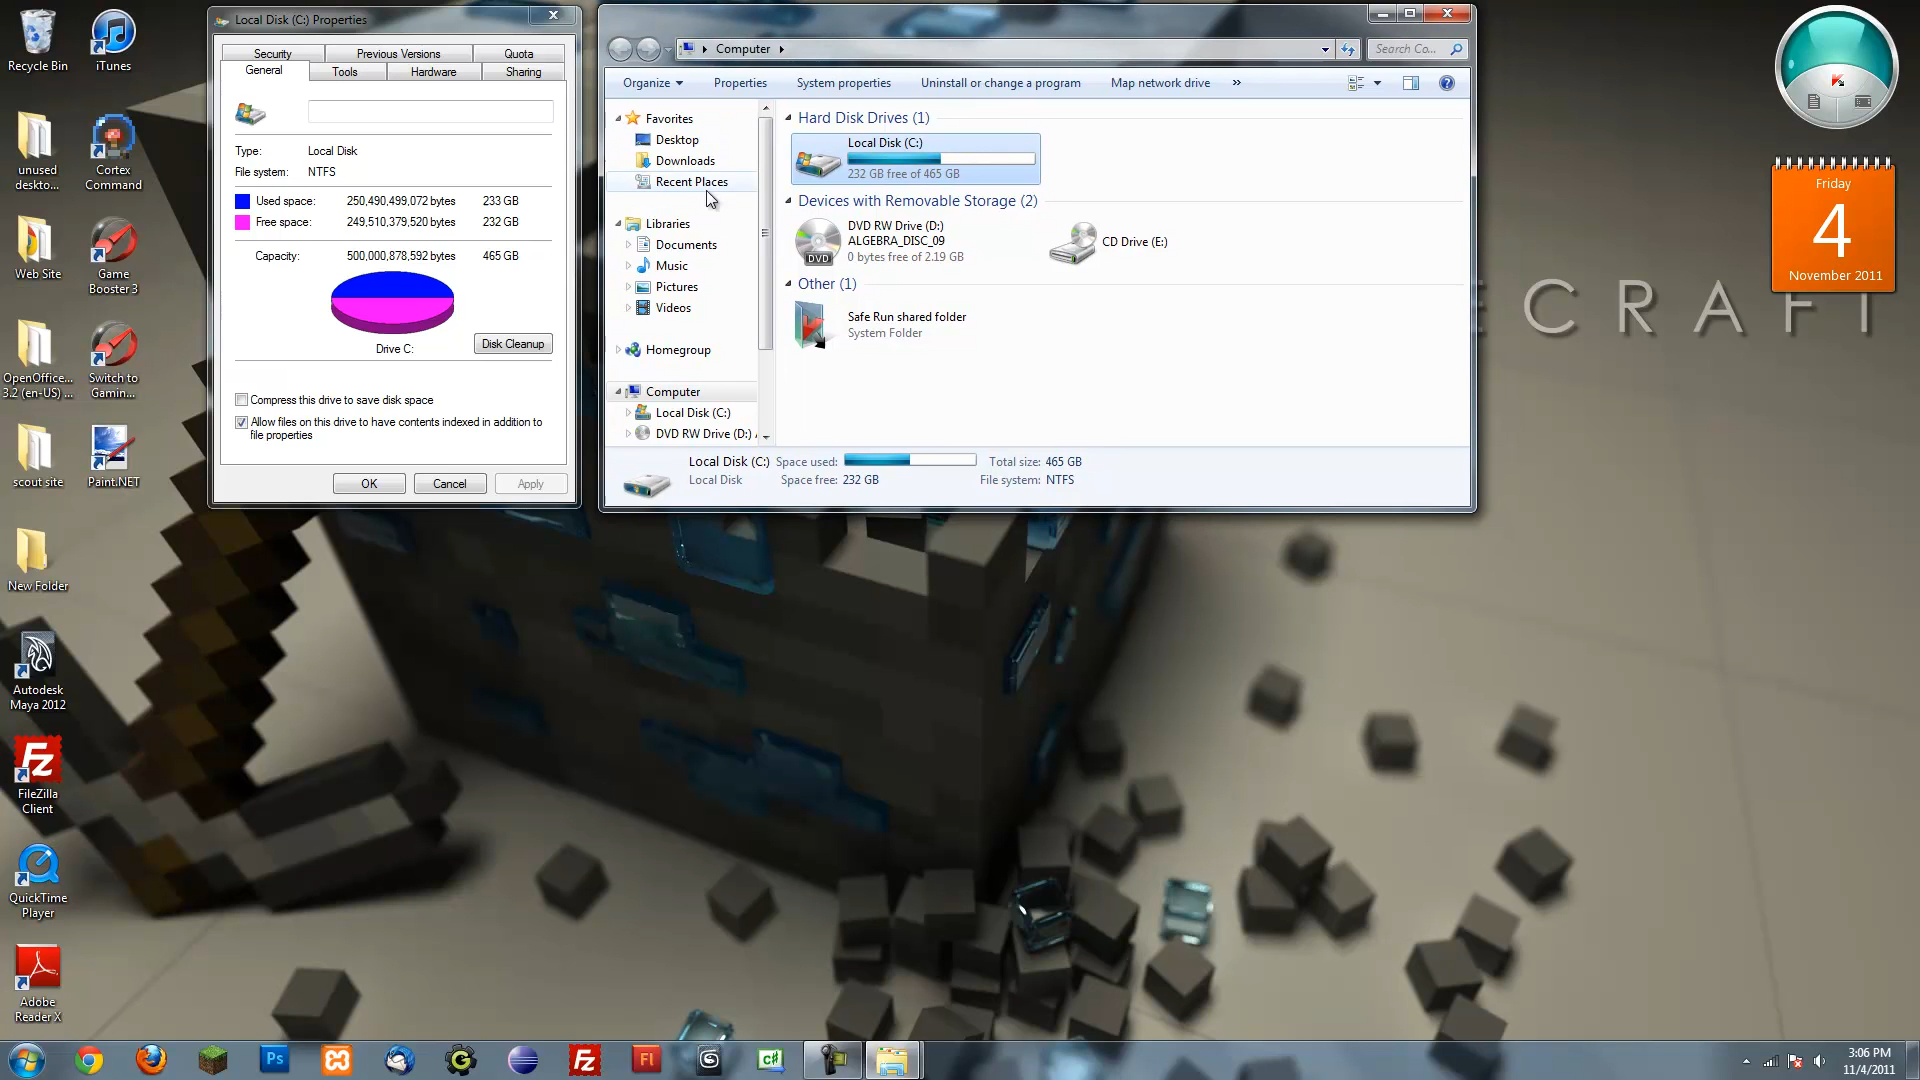 Recycle Bin
iTunes
unused deskto...
Cortex Command
Web Site
Game Booster 3
OpenOffice... 3.2 (en-US) ...
Switch to Gamin...
scout site
Paint.NET
New Folder
Autodesk Maya 2012
FileZilla Client
QuickTime Player
Adobe Reader X
Local Disk (C:) Properties
Security
Previous Versions
Quota
General
Tools
Hardware
Sharing
Type: Local Disk
File system: NTFS
Used space: 250,490,499,072 bytes 233 GB
Free space: 249,510,379,520 bytes 232 GB
Capacity: 500,000,878,592 bytes 465 GB
Drive C:
Disk Cleanup
Compress this drive to save disk space
Allow files on this drive to have contents indexed in addition to
file properties
OK
Cancel
Apply
Computer
Search Co...
Organize
Properties
System properties
Uninstall or change a program
Map network drive
»
Favorites
Desktop
Downloads
Recent Places
Libraries
Documents
Music
Pictures
Videos
Homegroup
Computer
Local Disk (C:)
DVD RW Drive (D:)
Hard Disk Drives (1)
Local Disk (C:)
232 GB free of 465 GB
Devices with Removable Storage (2)
DVD RW Drive (D:)
ALGEBRA_DISC_09
0 bytes free of 2.19 GB
DVD
CD Drive (E:)
Other (1)
Safe Run shared folder
System Folder
Local Disk (C:) Space used: Total size: 465 GB
Local Disk Space free: 232 GB File system: NTFS
Friday
4
November 2011
ECRAFT
Ps
Fz
Fl
c#
3:06 PM
11/4/2011